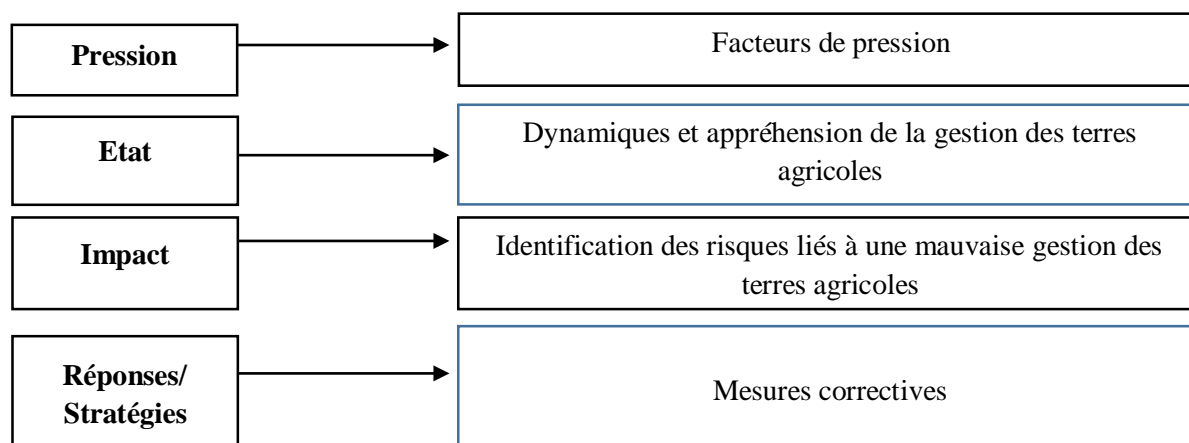 Pression
Facteurs de pression
Etat
Dynamiques et appréhension de la gestion des terres
agricoles
Impact
Identification des risques liés à une mauvaise gestion des
terres agricoles
Réponses/
Stratégies
Mesures correctives